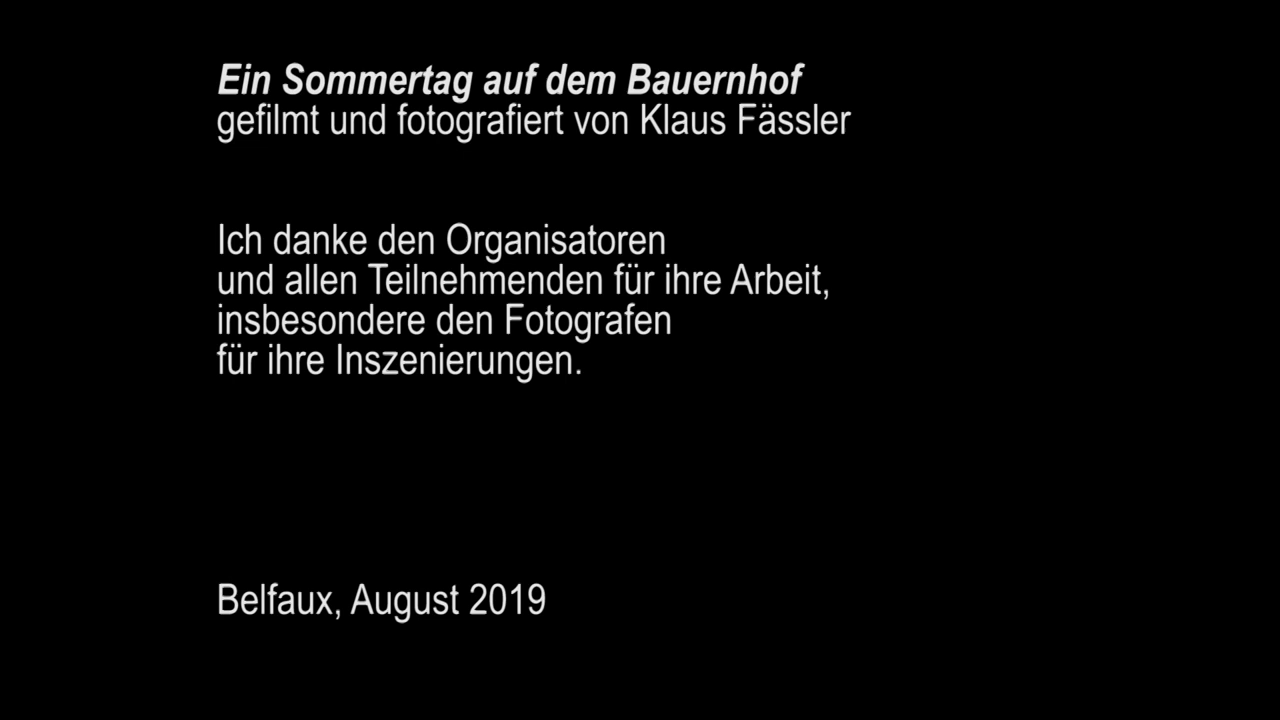 Ein Sommertag auf dem Bauernhof
gefilmt und fotografiert von Klaus Fässler
Ich danke den Organisatoren
und allen Teilnehmenden für ihre Arbeit,
insbesondere den Fotografen
für ihre Inszenierungen.
Belfaux, August 2019